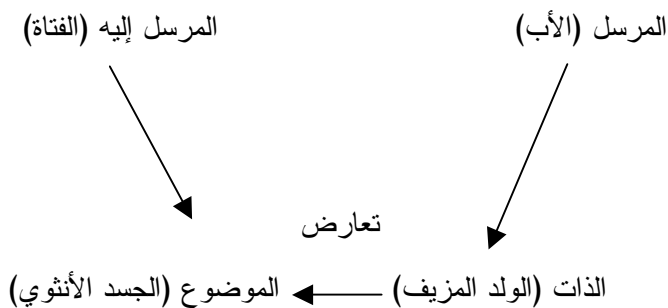 المرسل (الأب) المرسل إليه (الفتاة)
تعارض
الذات (الولد المزيف) الموضوع (الجسد الأنثوي)